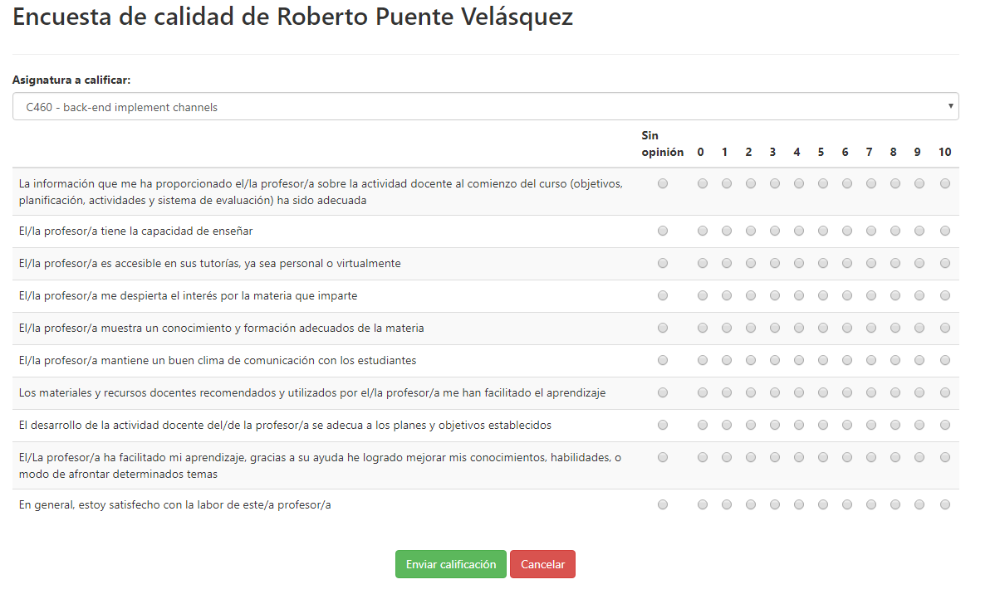 Encuesta de calidad de Roberto Puente Velásquez
Asignatura a calificar:
C460 - back-end implement channels
Sin
opinión 0 1 2 3 4 5 6 7 8 9 10
La información que me ha proporcionado el/la profesor/a sobre la actividad docente al comienzo del curso (objetivos,
planificación, actividades y sistema de evaluación) ha sido adecuada
El/la profesor/a tiene la capacidad de enseñar
El/la profesor/a es accesible en sus tutorías, ya sea personal o virtualmente
El/la profesor/a me despierta el interés por la materia que imparte
El/la profesor/a muestra un conocimiento y formación adecuados de la materia
El/la profesor/a mantiene un buen clima de comunicación con los estudiantes
Los materiales y recursos docentes recomendados y utilizados por el/la profesor/a me han facilitado el aprendizaje
El desarrollo de la actividad docente del/de la profesor/a se adecua a los planes y objetivos establecidos
El/La profesor/a ha facilitado mi aprendizaje, gracias a su ayuda he logrado mejorar mis conocimientos, habilidades, o
modo de afrontar determinados temas
En general, estoy satisfecho con la labor de este/a profesor/a
Enviar calificación Cancelar